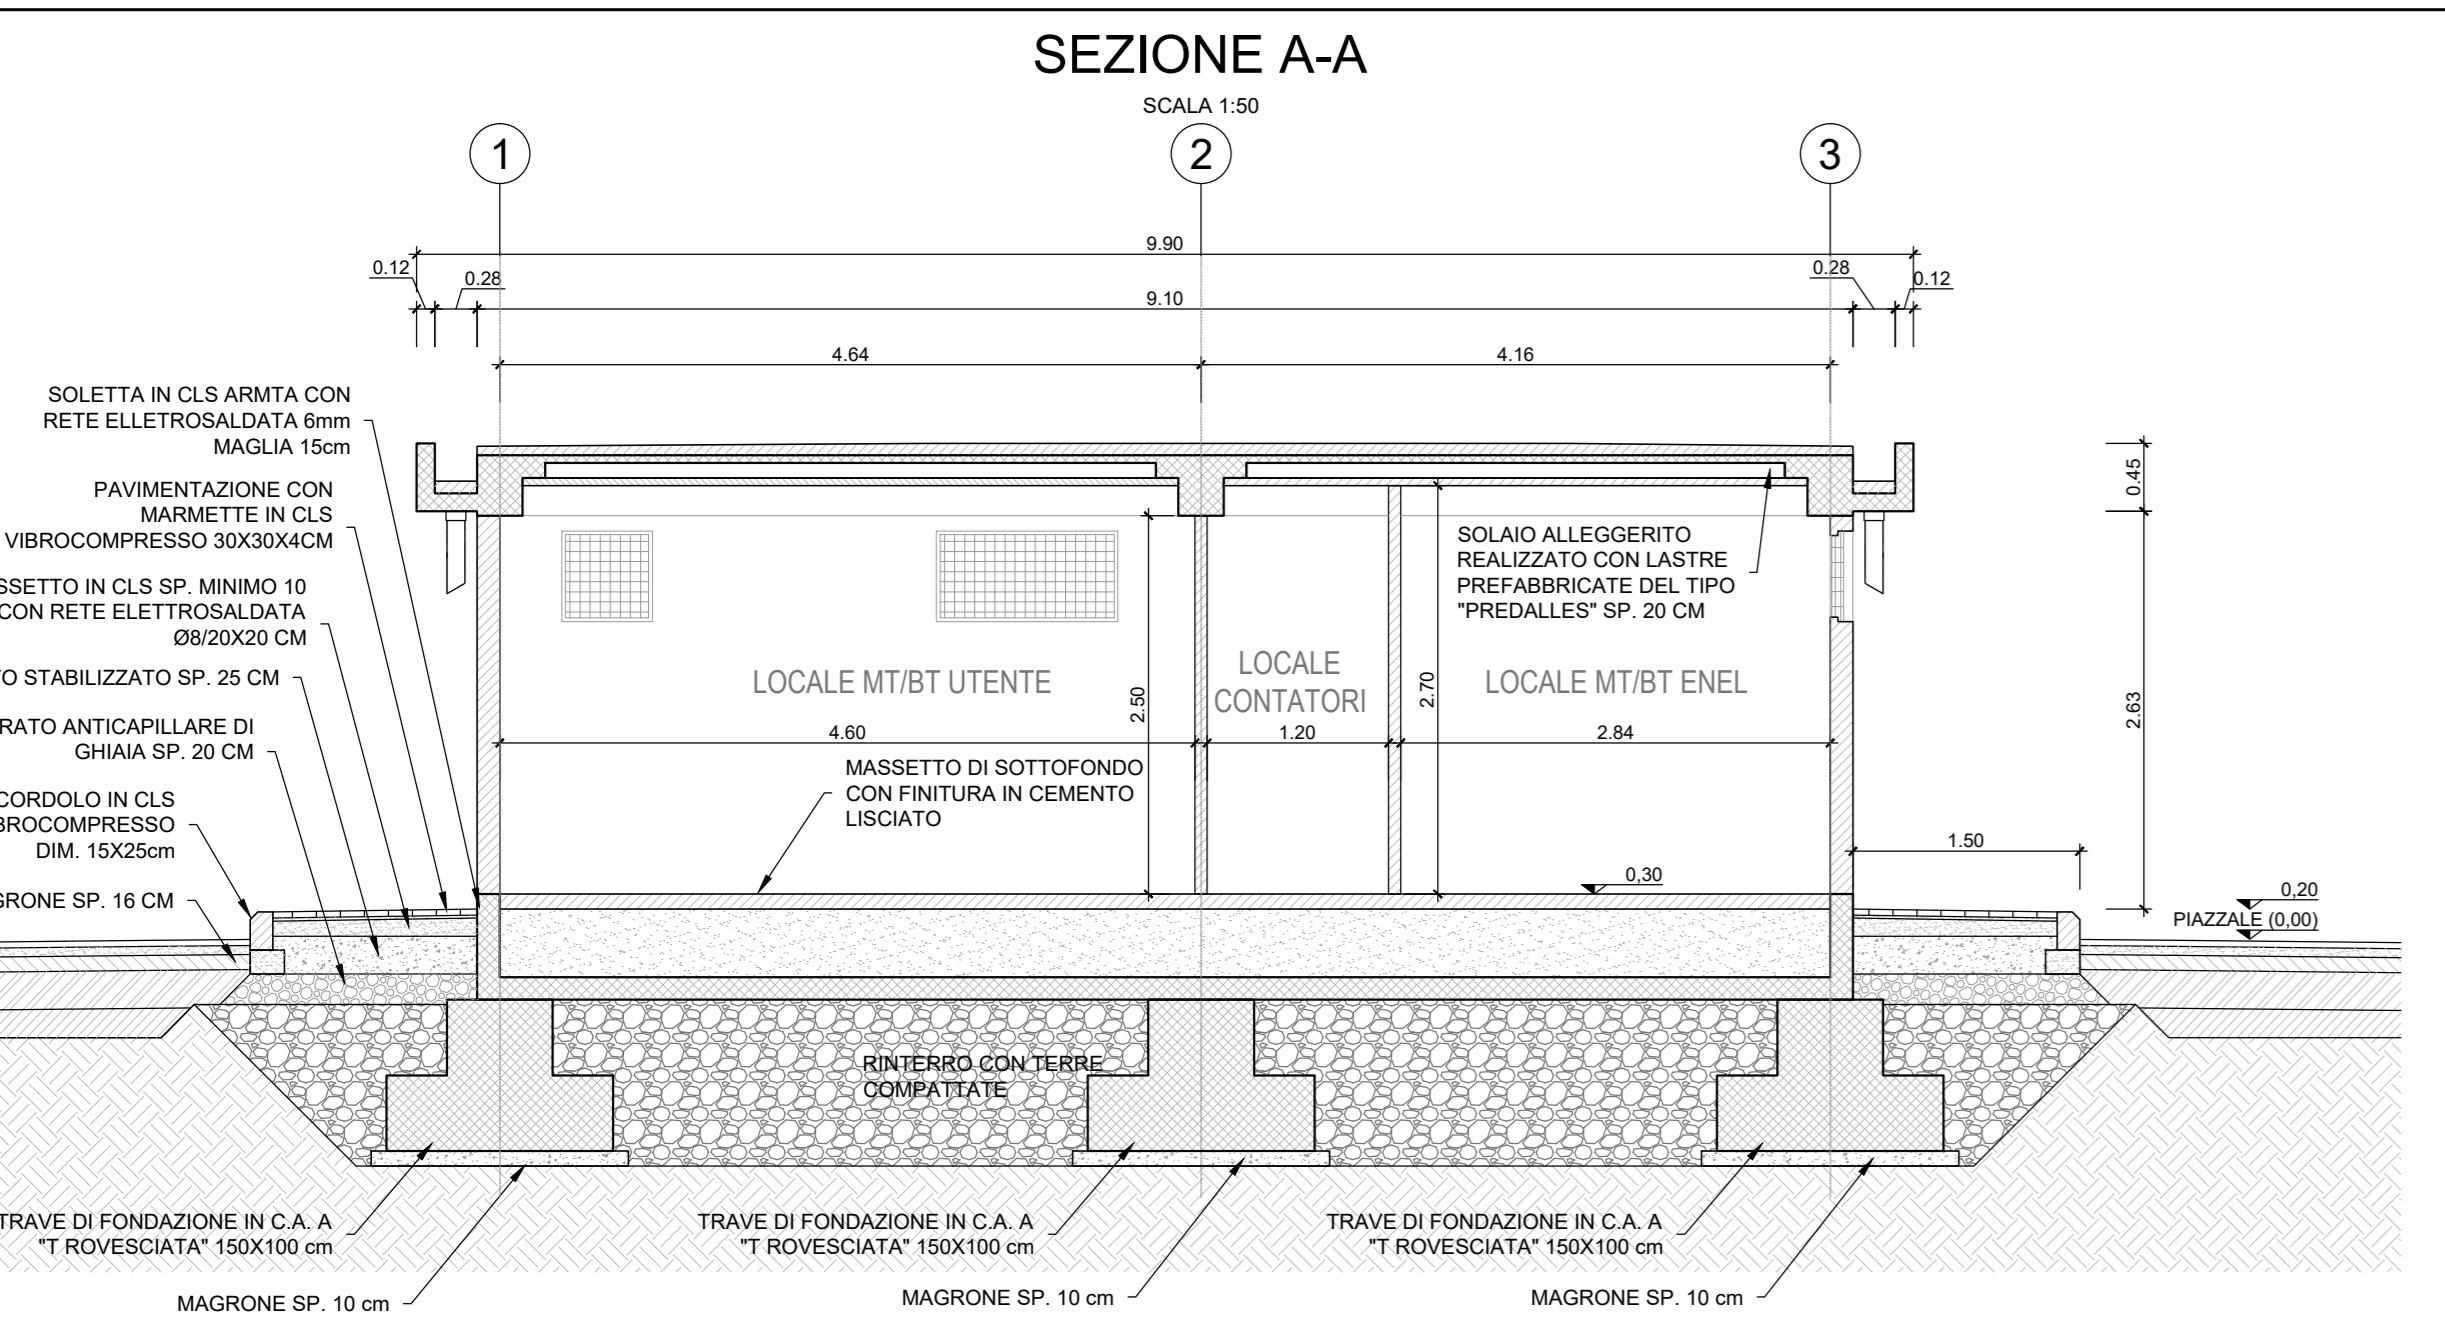 SEZIONE A-A
SCALA 1:50
1
2
3
9.90
0.12
0.28
9.10
0.28
0.12
4.64
4.16
SOLETTA IN CLS ARMTA CON
RETE ELLETROSALDATA 6mm
MAGLIA 15cm
PAVIMENTAZIONE CON
MARMETTE IN CLS
VIBROCOMPRESSO 30X30X4CM
SSETTO IN CLS SP. MINIMO 10
CON RETE ELETTROSALDATA
Ø8/20X20 CM
O STABILIZZATO SP. 25 CM
RATO ANTICAPILLARE DI
GHIAIA SP. 20 CM
CORDOLO IN CLS
BROCOMPRESSO
DIM. 15X25cm
GRONE SP. 16 CM
SOLAIO ALLEGGERITO
REALIZZATO CON LASTRE
PREFABBRICATE DEL TIPO
"PREDALLES" SP. 20 CM
LOCALE MT/BT UTENTE
LOCALE
CONTATORI
LOCALE MT/BT ENEL
2.50
2.70
0.45
2.63
4.60
1.20
2.84
MASSETTO DI SOTTOFONDO
CON FINITURA IN CEMENTO
LISCIATO
1.50
0,30
0,20
PIAZZALE (0,00)
RINTERRO CON TERRE
COMPATTATE
TRAVE DI FONDAZIONE IN C.A. A
"T ROVESCIATA" 150X100 cm
MAGRONE SP. 10 cm
TRAVE DI FONDAZIONE IN C.A. A
"T ROVESCIATA" 150X100 cm
MAGRONE SP. 10 cm
TRAVE DI FONDAZIONE IN C.A. A
"T ROVESCIATA" 150X100 cm
MAGRONE SP. 10 cm